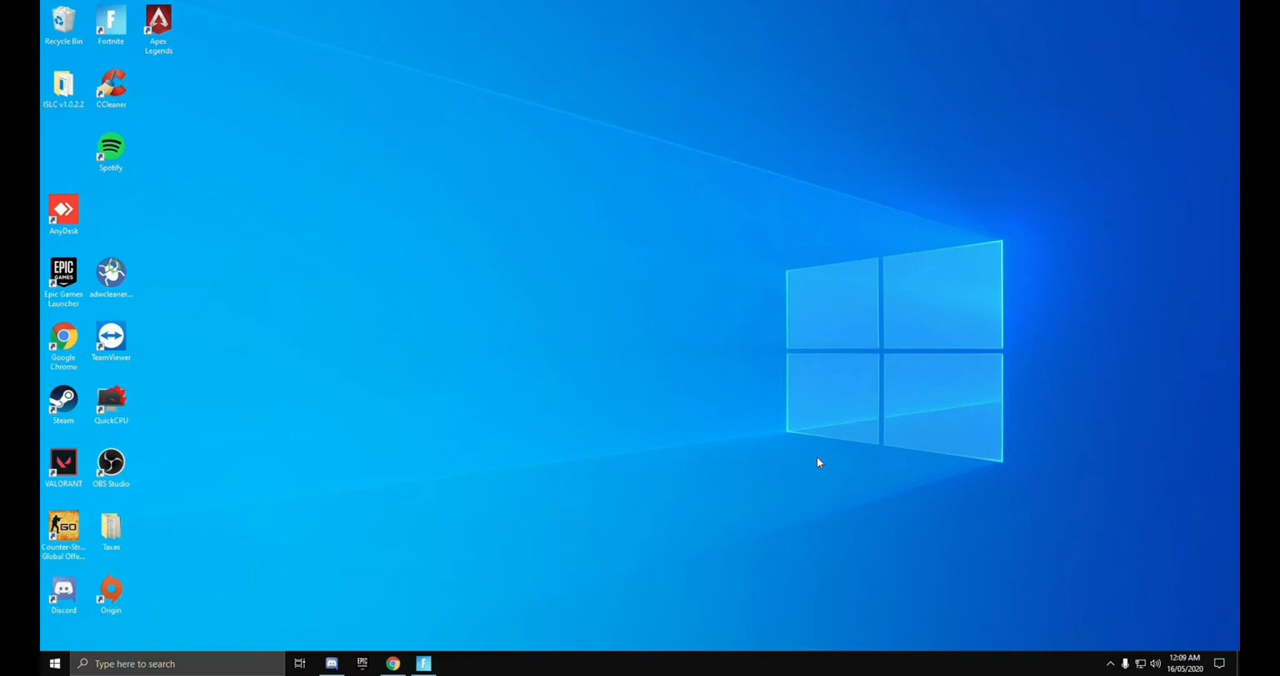 Recycle Bin
Fortnite
Apex
Legends
ISLC v1.0.2.2
CCleaner
Spotify
AnyDesk
EPIC
GAMES
Epic Games
Launcher
adwcleaner...
Google
Chrome
TeamViewer
Steam
QuickCPU
VALORANT
OBS Studio
GO
Counter-Str...
Global Offe...
Taxes
Discord
Origin
Type here to search
EPIC
12:09 AM
16/05/2020